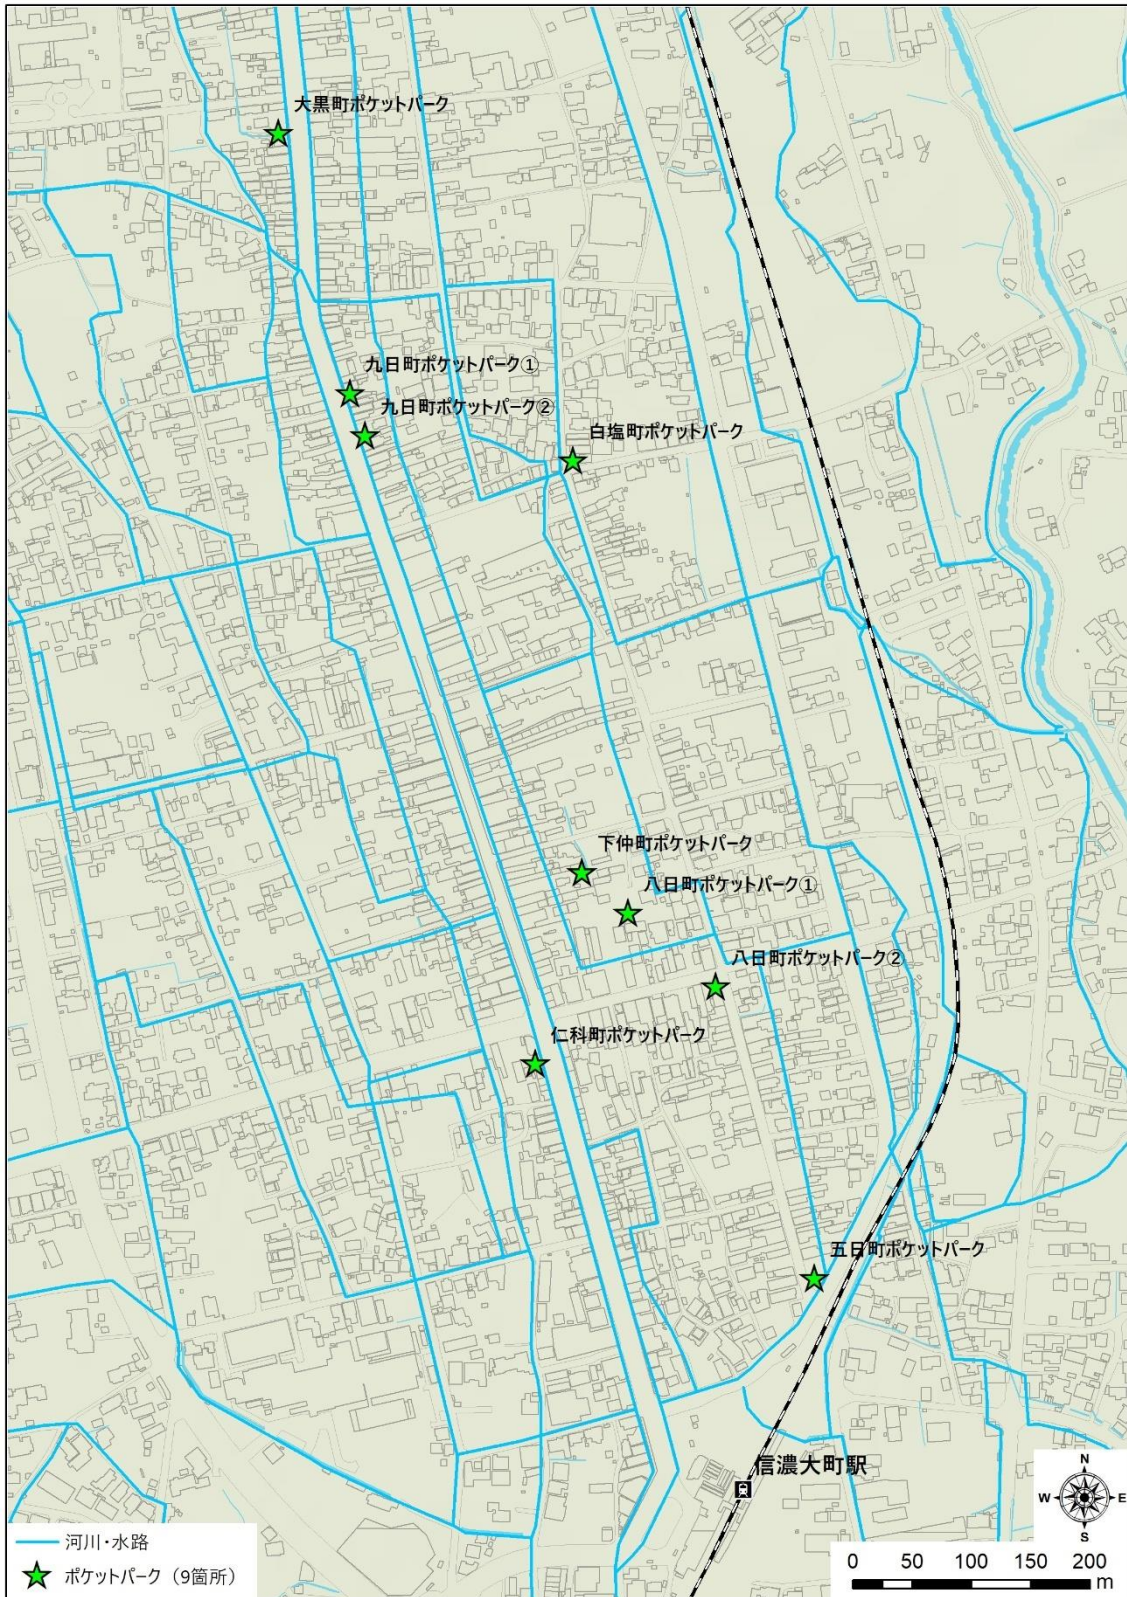 大黒町ポケットパーク
九日町ポケットパーク①
九日町ポケットパーク②
白塩町ポケットパーク
下仲町ポケットパーク
八日町ポケットパーク①
八日町ポケットパーク②
仁科町ポケットパーク
五日町ポケットパーク
信濃大町駅
N
W E
S
河川・水路
ポケットパーク（9箇所）
0 50 100 150 200
m